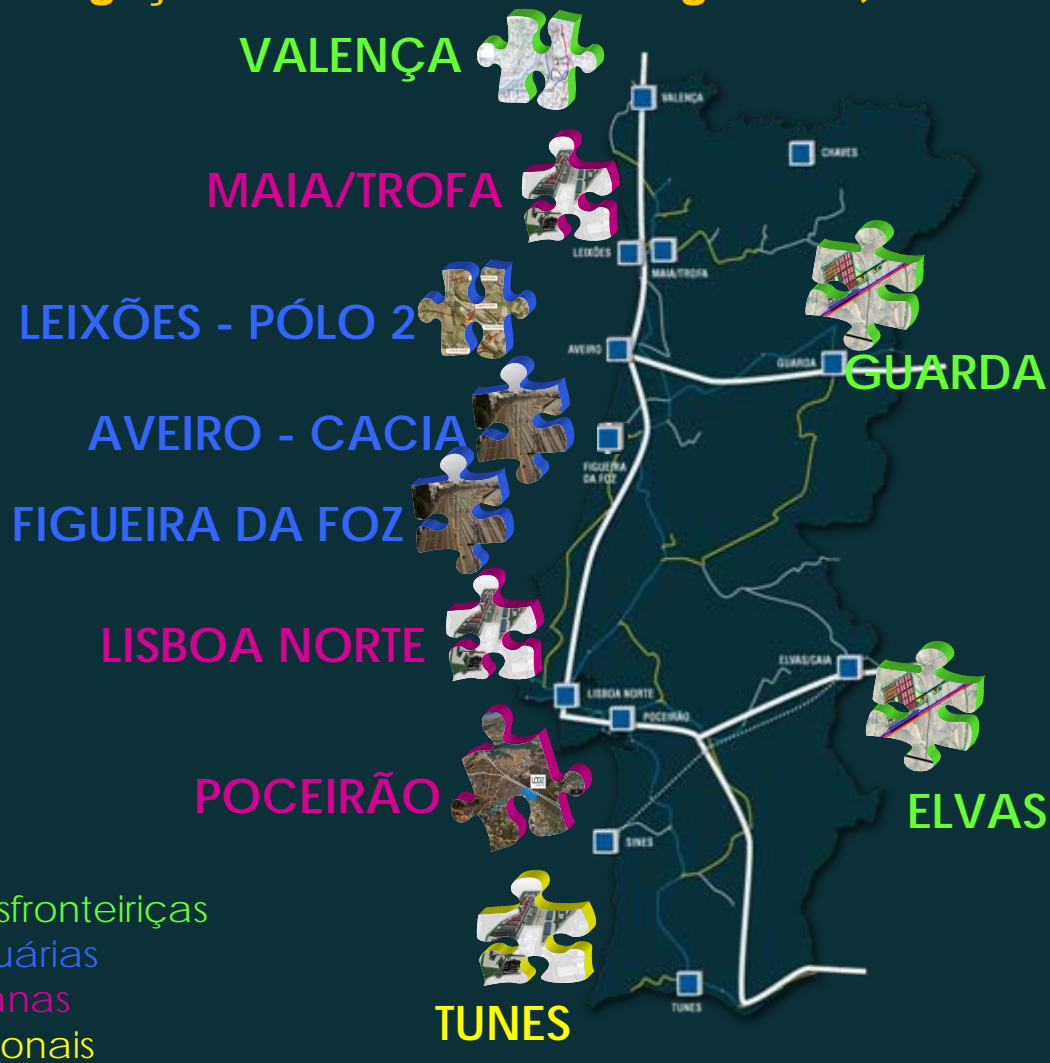 VALENÇA
VALENÇA
CHAVES
MAIA/TROFA
LEIXÕES
MAIA/TROFA
LEIXÕES - PÓLO 2
AVEIRO
GUARDA
GUARDA
AVEIRO - CACIA
FIGUEIRA
DA FOZ
FIGUEIRA DA FOZ
LISBOA NORTE
ELVAS/CAIA
LISBOA NORTE
POCEIRÃO
POCEIRÃO
ELVAS
SINES
TUNES
TUNES
sfronteiriças
uárias
anas
onais